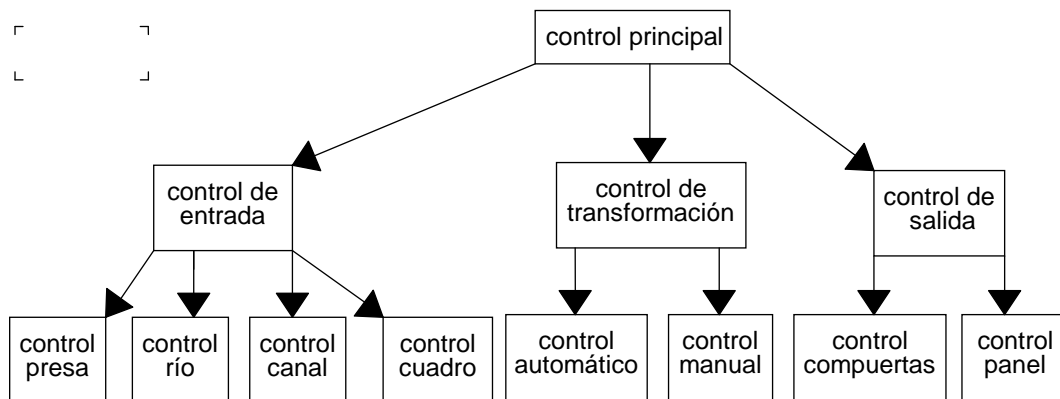 control principal
control de
entrada
control de
transformación
control de
salida
control
presa
control
río
control
canal
control
cuadro
control
automático
control
manual
control
compuertas
control
panel